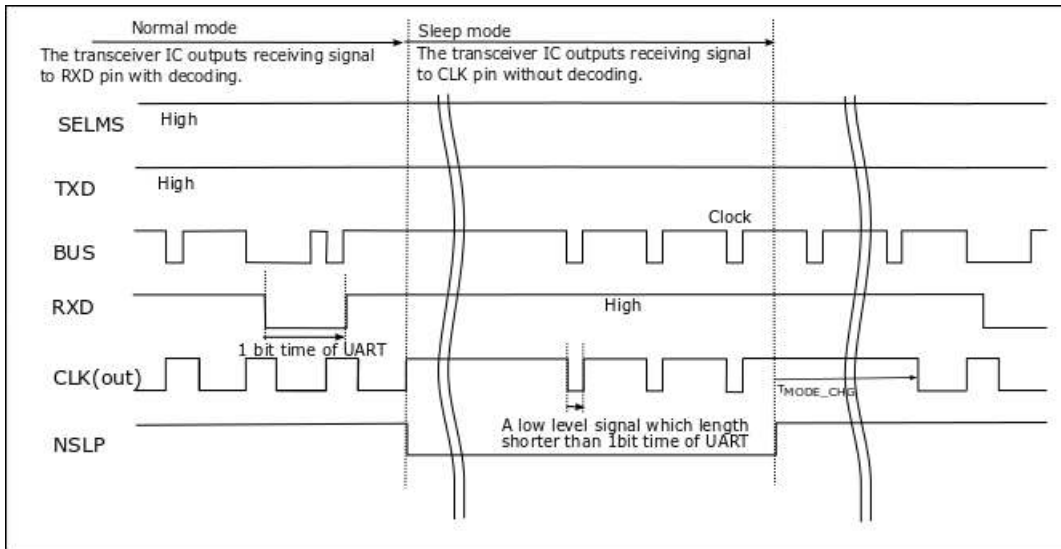 Normal mode
The transceiver IC outputs receiving signal
to RXD pin with decoding.
Sleep mode
The transceiver IC outputs receiving signal
to CLK pin without decoding.
SELMS
High
TXD
High
BUS
Clock
RXD
High
1 bit time of UART
CLK(out)
TMODE_CHG
A low level signal which length
shorter than 1bit time of UART
NSLP